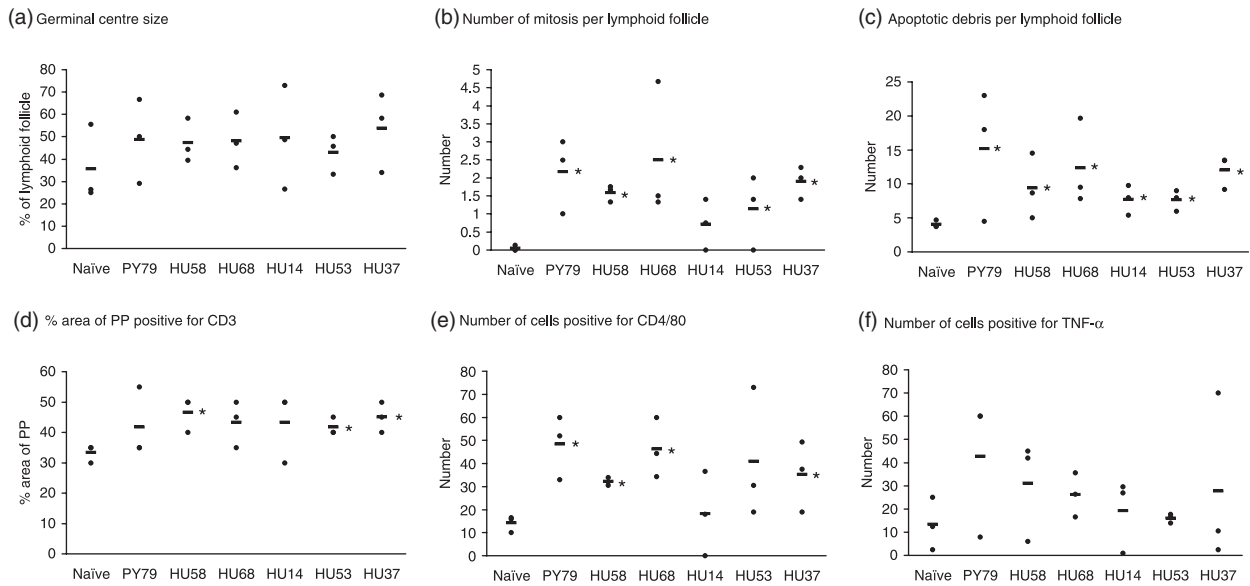 (a) Germinal centre size
% of lymphoid follicle
80
70
60
50
40
30
20
10
0
Naïve PY79 HU58 HU68 HU14 HU53 HU37
(b) Number of mitosis per lymphoid follicle
Number
5
4.5
4
3.5
3
2.5
2
1.5
1
0.5
0
* * * * *
Naïve PY79 HU58 HU68 HU14 HU53 HU37
(c) Apoptotic debris per lymphoid follicle
Number
25
20
15
10
5
0
* * * * * *
Naïve PY79 HU58 HU68 HU14 HU53 HU37
(d) % area of PP positive for CD3
% area of PP
60
50
40
30
20
10
0
* * *
Naïve PY79 HU58 HU68 HU14 HU53 HU37
(e) Number of cells positive for CD4/80
Number
80
70
60
50
40
30
20
10
0
* * * *
Naïve PY79 HU58 HU68 HU14 HU53 HU37
(f) Number of cells positive for TNF-α
Number
80
70
60
50
40
30
20
10
0
Naïve PY79 HU58 HU68 HU14 HU53 HU37